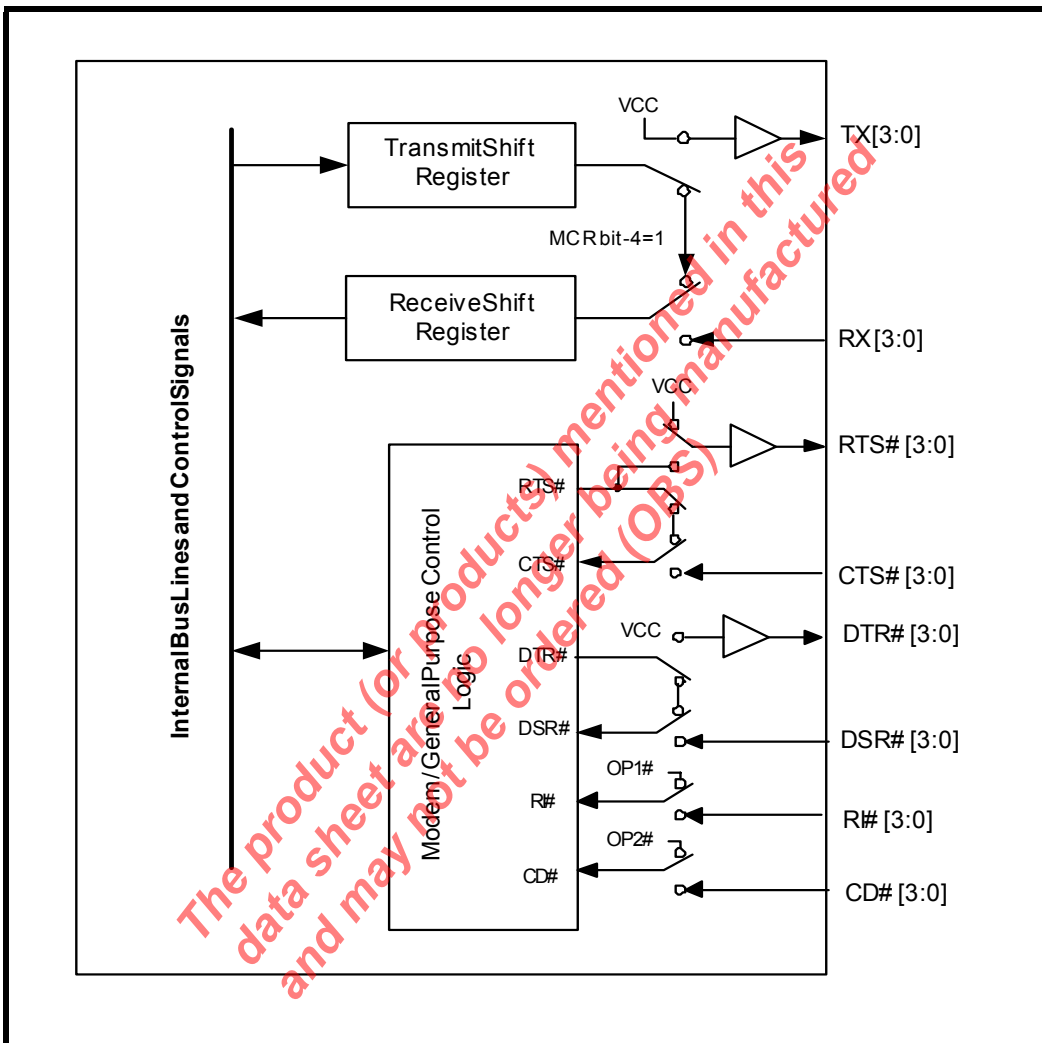 VCC
TX[3:0]
TransmitShift
Register
MCR bit-4=1
ReceiveShift
Register
RX[3:0]
InternalBusLinesandControlSignals
VCC
RTS# [3:0]
RTS#
CTS#
CTS# [3:0]
Modem/GeneralPurpose Control
Logic
VCC
DTR# [3:0]
DTR#
DSR#
DSR# [3:0]
OP1#
RI#
RI# [3:0]
OP2#
CD#
CD# [3:0]
The product (or products) mentioned in this
data sheet are no longer being manufactured
and may not be ordered (OBS)